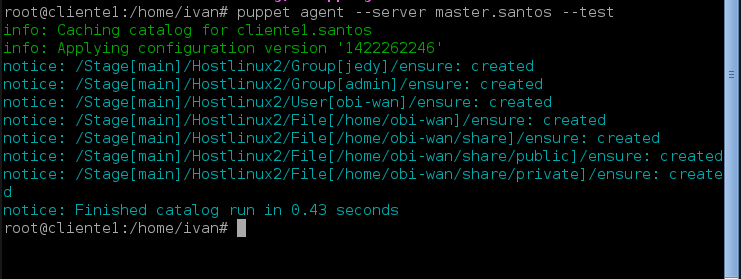 root@cliente1:/home/ivan# puppet agent --server master.santos --test
info: Caching catalog for cliente1.santos
info: Applying configuration version '1422262246'
notice: /Stage[main]/Hostlinux2/Group[jedy]/ensure: created
notice: /Stage[main]/Hostlinux2/Group[admin]/ensure: created
notice: /Stage[main]/Hostlinux2/User[obi-wan]/ensure: created
notice: /Stage[main]/Hostlinux2/File[/home/obi-wan]/ensure: created
notice: /Stage[main]/Hostlinux2/File[/home/obi-wan/share]/ensure: created
notice: /Stage[main]/Hostlinux2/File[/home/obi-wan/share/public]/ensure: created
notice: /Stage[main]/Hostlinux2/File[/home/obi-wan/share/private]/ensure: create
d
notice: Finished catalog run in 0.43 seconds
root@cliente1:/home/ivan#